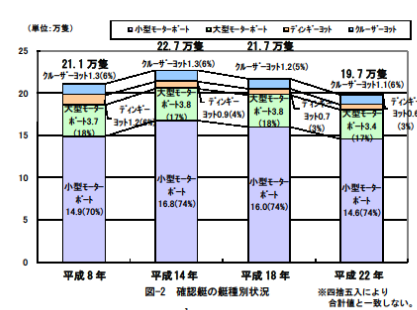 (単位:万隻)
小型モーターボート 大型モーターボート ディンギーヨット クルーザーヨット
25
20
15
10
5
0
21.1 万隻
クルーザーヨット1.3(6%)
ディンギーヨット1.2(6%)
大型モーターボート3.7
(18%)
小型モーターボート
14.9(70%)
22.7 万隻
クルーザーヨット1.3(6%)
ディンギーヨット0.9(4%)
大型モーターボート3.8
(17%)
小型モーターボート
16.8(74%)
21.7 万隻
クルーザーヨット1.2(5%)
ディンギーヨット0.7
(3%)
大型モーターボート3.8
(18%)
小型モーターボート
16.0(74%)
19.7 万隻
クルーザーヨット1.1(6%)
ディンギーヨット0.6
(3%)
大型モーターボート3.4
(17%)
小型モーターボート
14.6(74%)
平成 8 年 平成 14 年 平成 18 年 平成 22 年
図-2 確認艇の艇種別状況
※四捨五入により
合計値と一致しない。